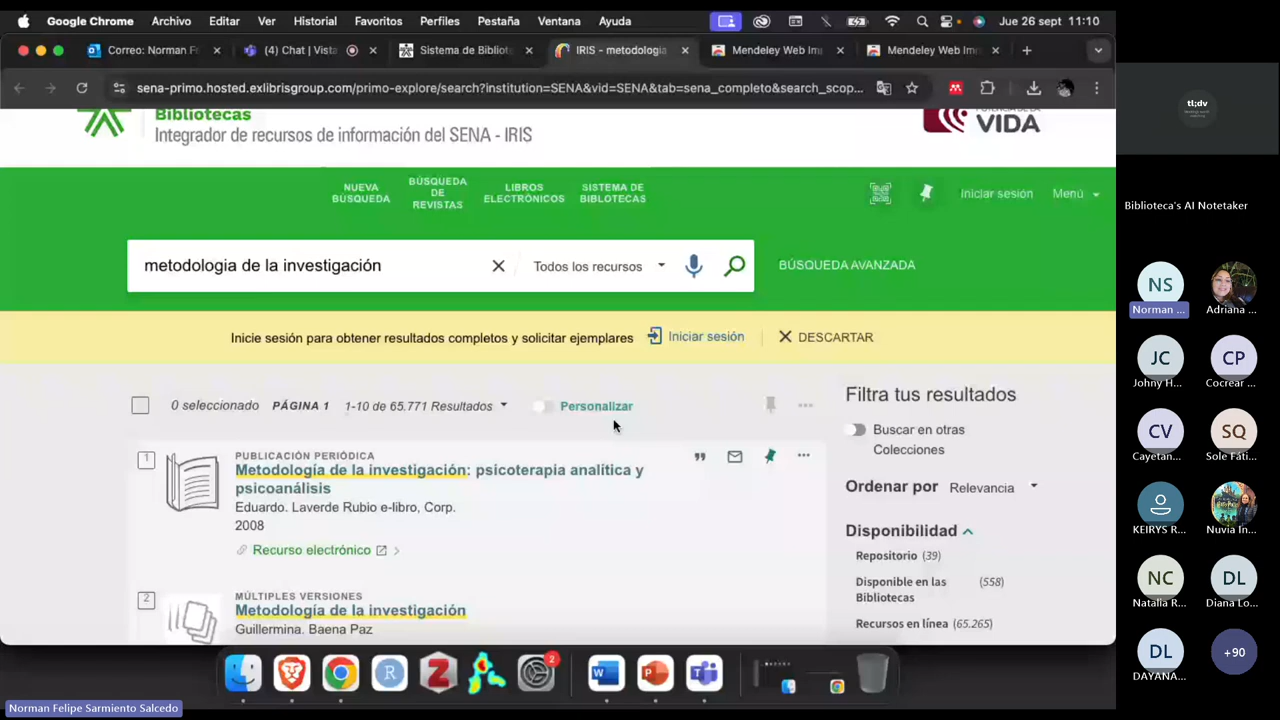 Google Chrome Archivo Editar Ver Historial Favoritos Perfiles Pestaña Ventana Ayuda Jue 26 sept 11:10
Correo: Norman F
(4) Chat | Vista
Sistema de Bibliot
IRIS - metodología
Mendeley Web Im
Mendeley Web Im
sena-primo.hosted.exlibrisgroup.com/primo-explore/search?institution=SENA&vid=SENA&tab=sena_completo&search_scop...
Bibliotecas
Integrador de recursos de información del SENA - IRIS
VIDA
NUEVA BÚSQUEDA
BÚSQUEDA DE REVISTAS
LIBROS ELECTRÓNICOS
SISTEMA DE BIBLOTECAS
Iniciar sesión
Menú
metodologia de la investigación
Todos los recursos
BÚSQUEDA AVANZADA
Inicie sesión para obtener resultados completos y solicitar ejemplares
Iniciar sesión
DESCARTAR
0 seleccionado PÁGINA 1 1-10 de 65.771 Resultados
Personalizar
1
PUBLICACIÓN PERIÓDICA
Metodología de la investigación: psicoterapia analítica y
psicoanálisis
Eduardo. Laverde Rubio e-libro, Corp.
2008
Recurso electrónico
2
MÚLTIPLES VERSIONES
Metodología de la investigación
Guillermina. Baena Paz
Filtra tus resultados
Buscar en otras
Colecciones
Ordenar por Relevancia
Disponibilidad
Repositorio (39)
Disponible en las (558)
Bibliotecas
Recursos en línea (65.265)
2
tl;dv
Biblioteca's AI Notetaker
NS
Norman ...
Adriana ...
JC
Johny H...
CP
Cocrear ...
CV
Cayetan...
SQ
Sole Fáti...
KEIRYS R...
Nuvia In...
NC
Natalia R...
DL
Diana Lo...
DL
DAYANA...
+90
Norman Felipe Sarmiento Salcedo